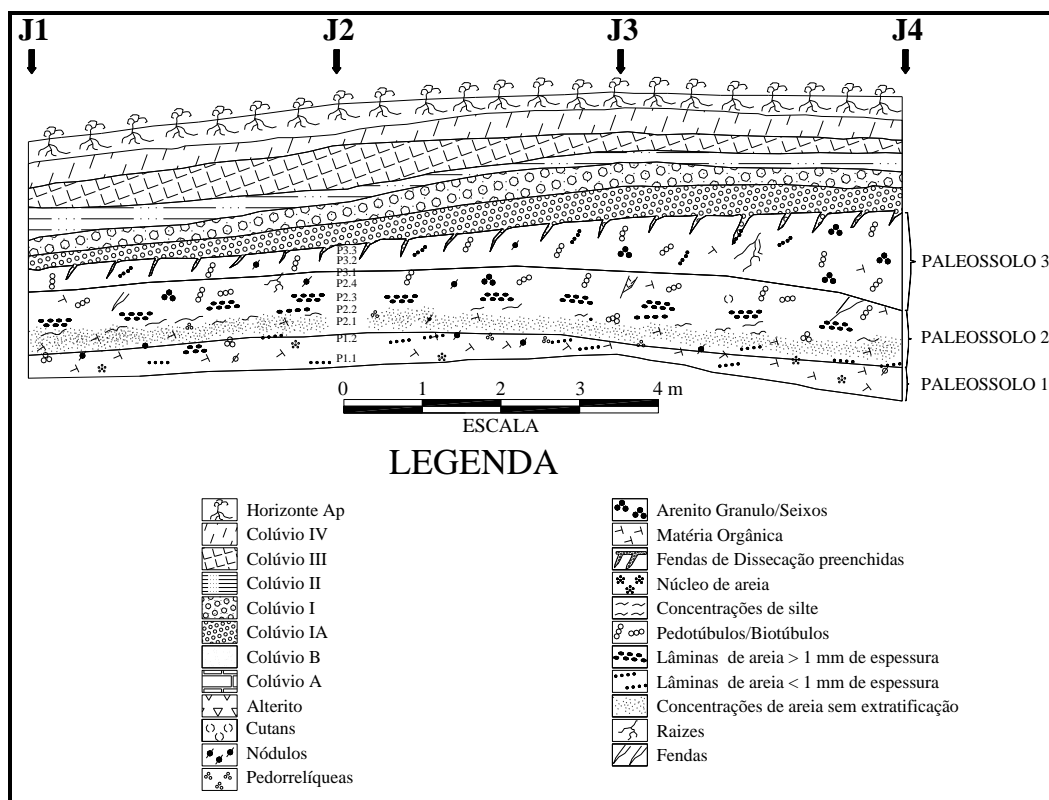 J1 J2 J3 J4
P3.3
P3.2
P3.1
P2.4
P2.3
P2.2
P2.1
P1.2
P1.1
PALEOSSOLO 3
PALEOSSOLO 2
PALEOSSOLO 1
0 1 2 3 4 m
ESCALA
LEGENDA
Horizonte Ap
Colúvio IV
Colúvio III
Colúvio II
Colúvio I
Colúvio IA
Colúvio B
Colúvio A
Alterito
Cutans
Nódulos
Pedorrelíqueas
Arenito Granulo/Seixos
Matéria Orgânica
Fendas de Dissecação preenchidas
Núcleo de areia
Concentrações de silte
Pedotúbulos/Biotúbulos
Lâminas de areia > 1 mm de espessura
Lâminas de areia < 1 mm de espessura
Concentrações de areia sem extratificação
Raizes
Fendas